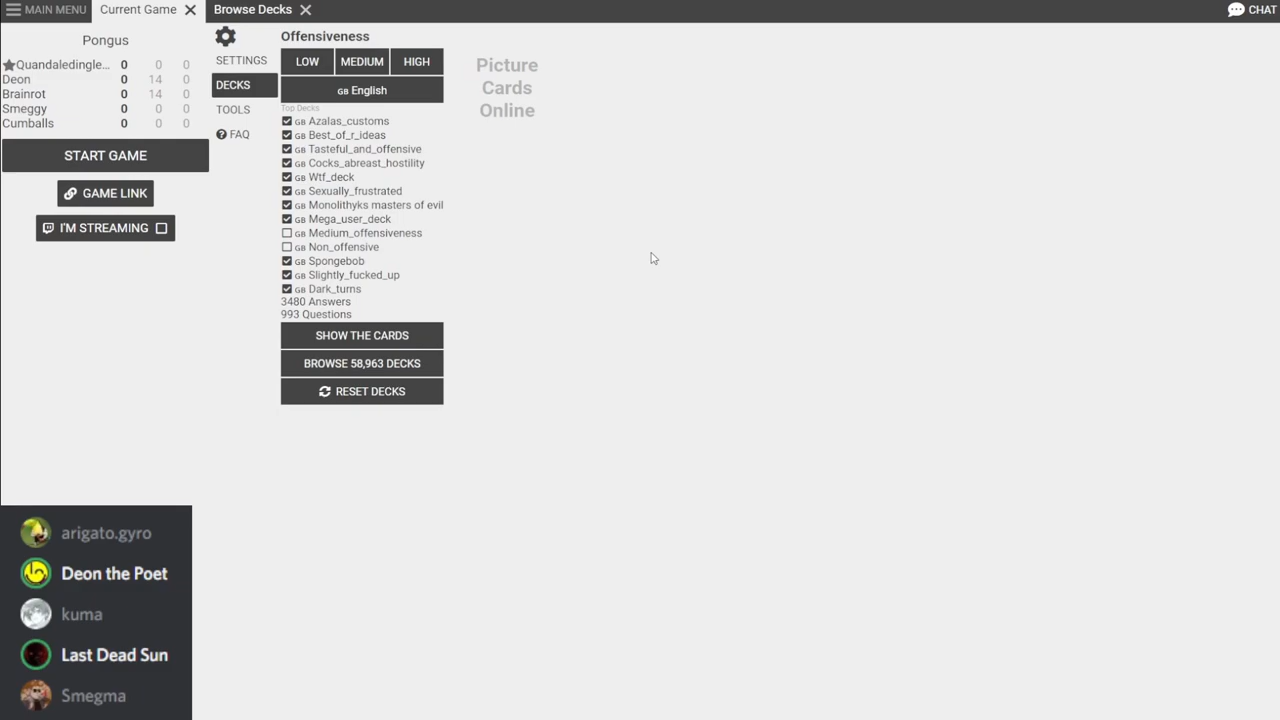 MAIN MENU
Current Game
Browse Decks
CHAT
Pongus
Quandaledingle... 0 0 0
Deon 0 14 0
Brainrot 0 14 0
Smeggy 0 0 0
Cumballs 0 0 0
START GAME
GAME LINK
I'M STREAMING
SETTINGS
DECKS
TOOLS
FAQ
Offensiveness
LOW MEDIUM HIGH
GB English
Top Decks
GB Azalas_customs
GB Best_of_r_ideas
GB Tasteful_and_offensive
GB Cocks_abreast_hostility
GB Wtf_deck
GB Sexually_frustrated
GB Monolithyks masters of evil
GB Mega_user_deck
GB Medium_offensiveness
GB Non_offensive
GB Spongebob
GB Slightly_fucked_up
GB Dark_turns
3480 Answers
993 Questions
SHOW THE CARDS
BROWSE 58,963 DECKS
RESET DECKS
Picture
Cards
Online
arigato.gyro
Deon the Poet
kuma
Last Dead Sun
Smegma